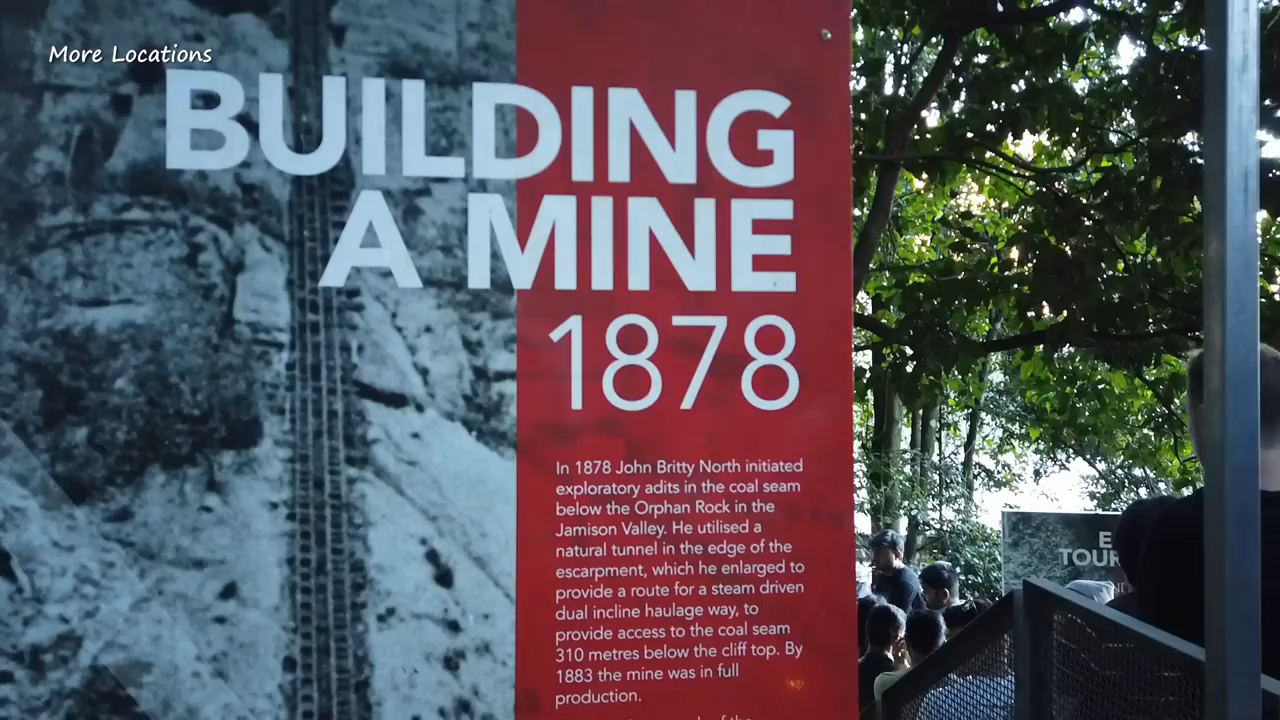 More Locations
BUILDING
A MINE
1878
In 1878 John Britty North initiated
exploratory adits in the coal seam
below the Orphan Rock in the
Jamison Valley. He utilised a
natural tunnel in the edge of the
escarpment, which he enlarged to
provide a route for a steam driven
dual incline haulage way, to
provide access to the coal seam
310 metres below the cliff top. By
1883 the mine was in full
production.